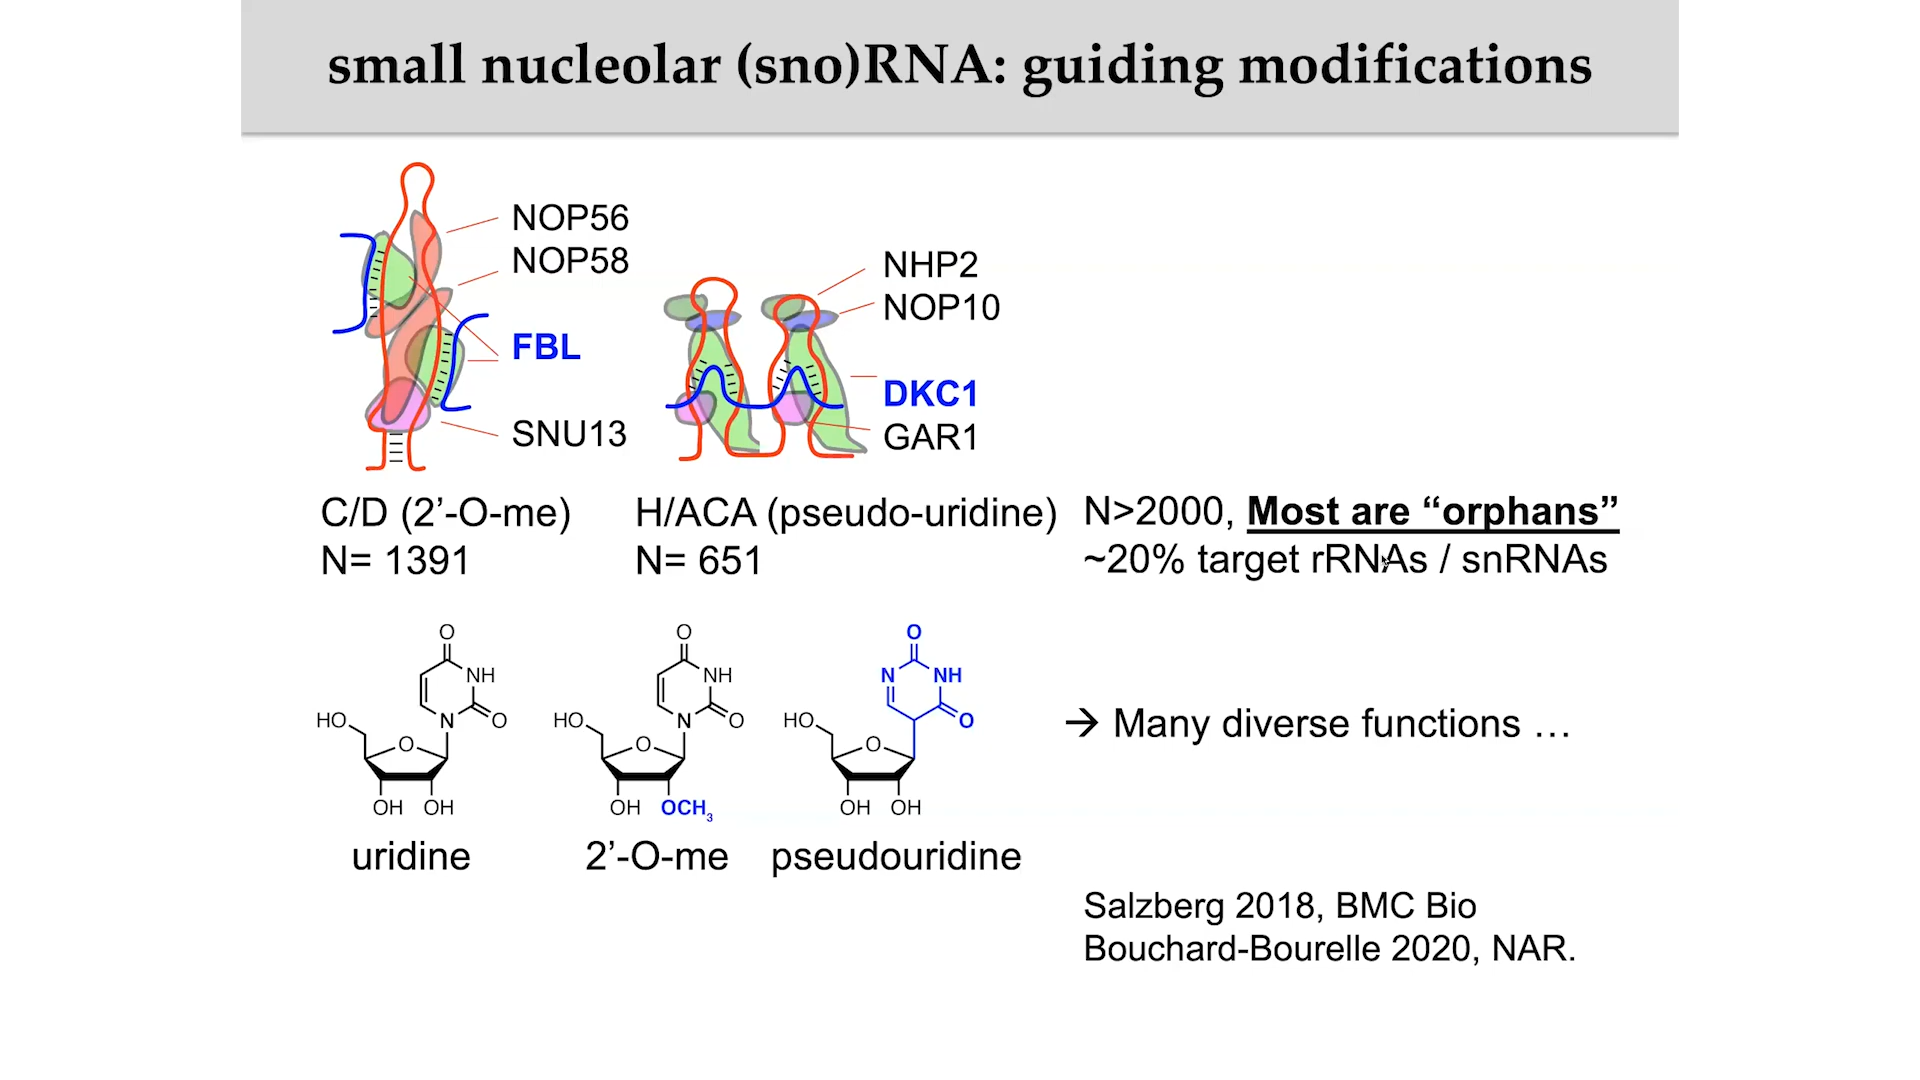 small nucleolar (sno)RNA: guiding modifications
NOP56
NOP58
FBL
SNU13
NHP2
NOP10
DKC1
GAR1
C/D (2’-O-me)
N= 1391
H/ACA (pseudo-uridine)
N= 651
N>2000, Most are “orphans”
~20% target rRNAs / snRNAs
O
NH
N
O
HO
O
OH OH
uridine
O
NH
N
O
HO
O
OH OCH3
2’-O-me
O
N
NH
O
HO
O
OH OH
pseudouridine
→ Many diverse functions …
Salzberg 2018, BMC Bio
Bouchard-Bourelle 2020, NAR.